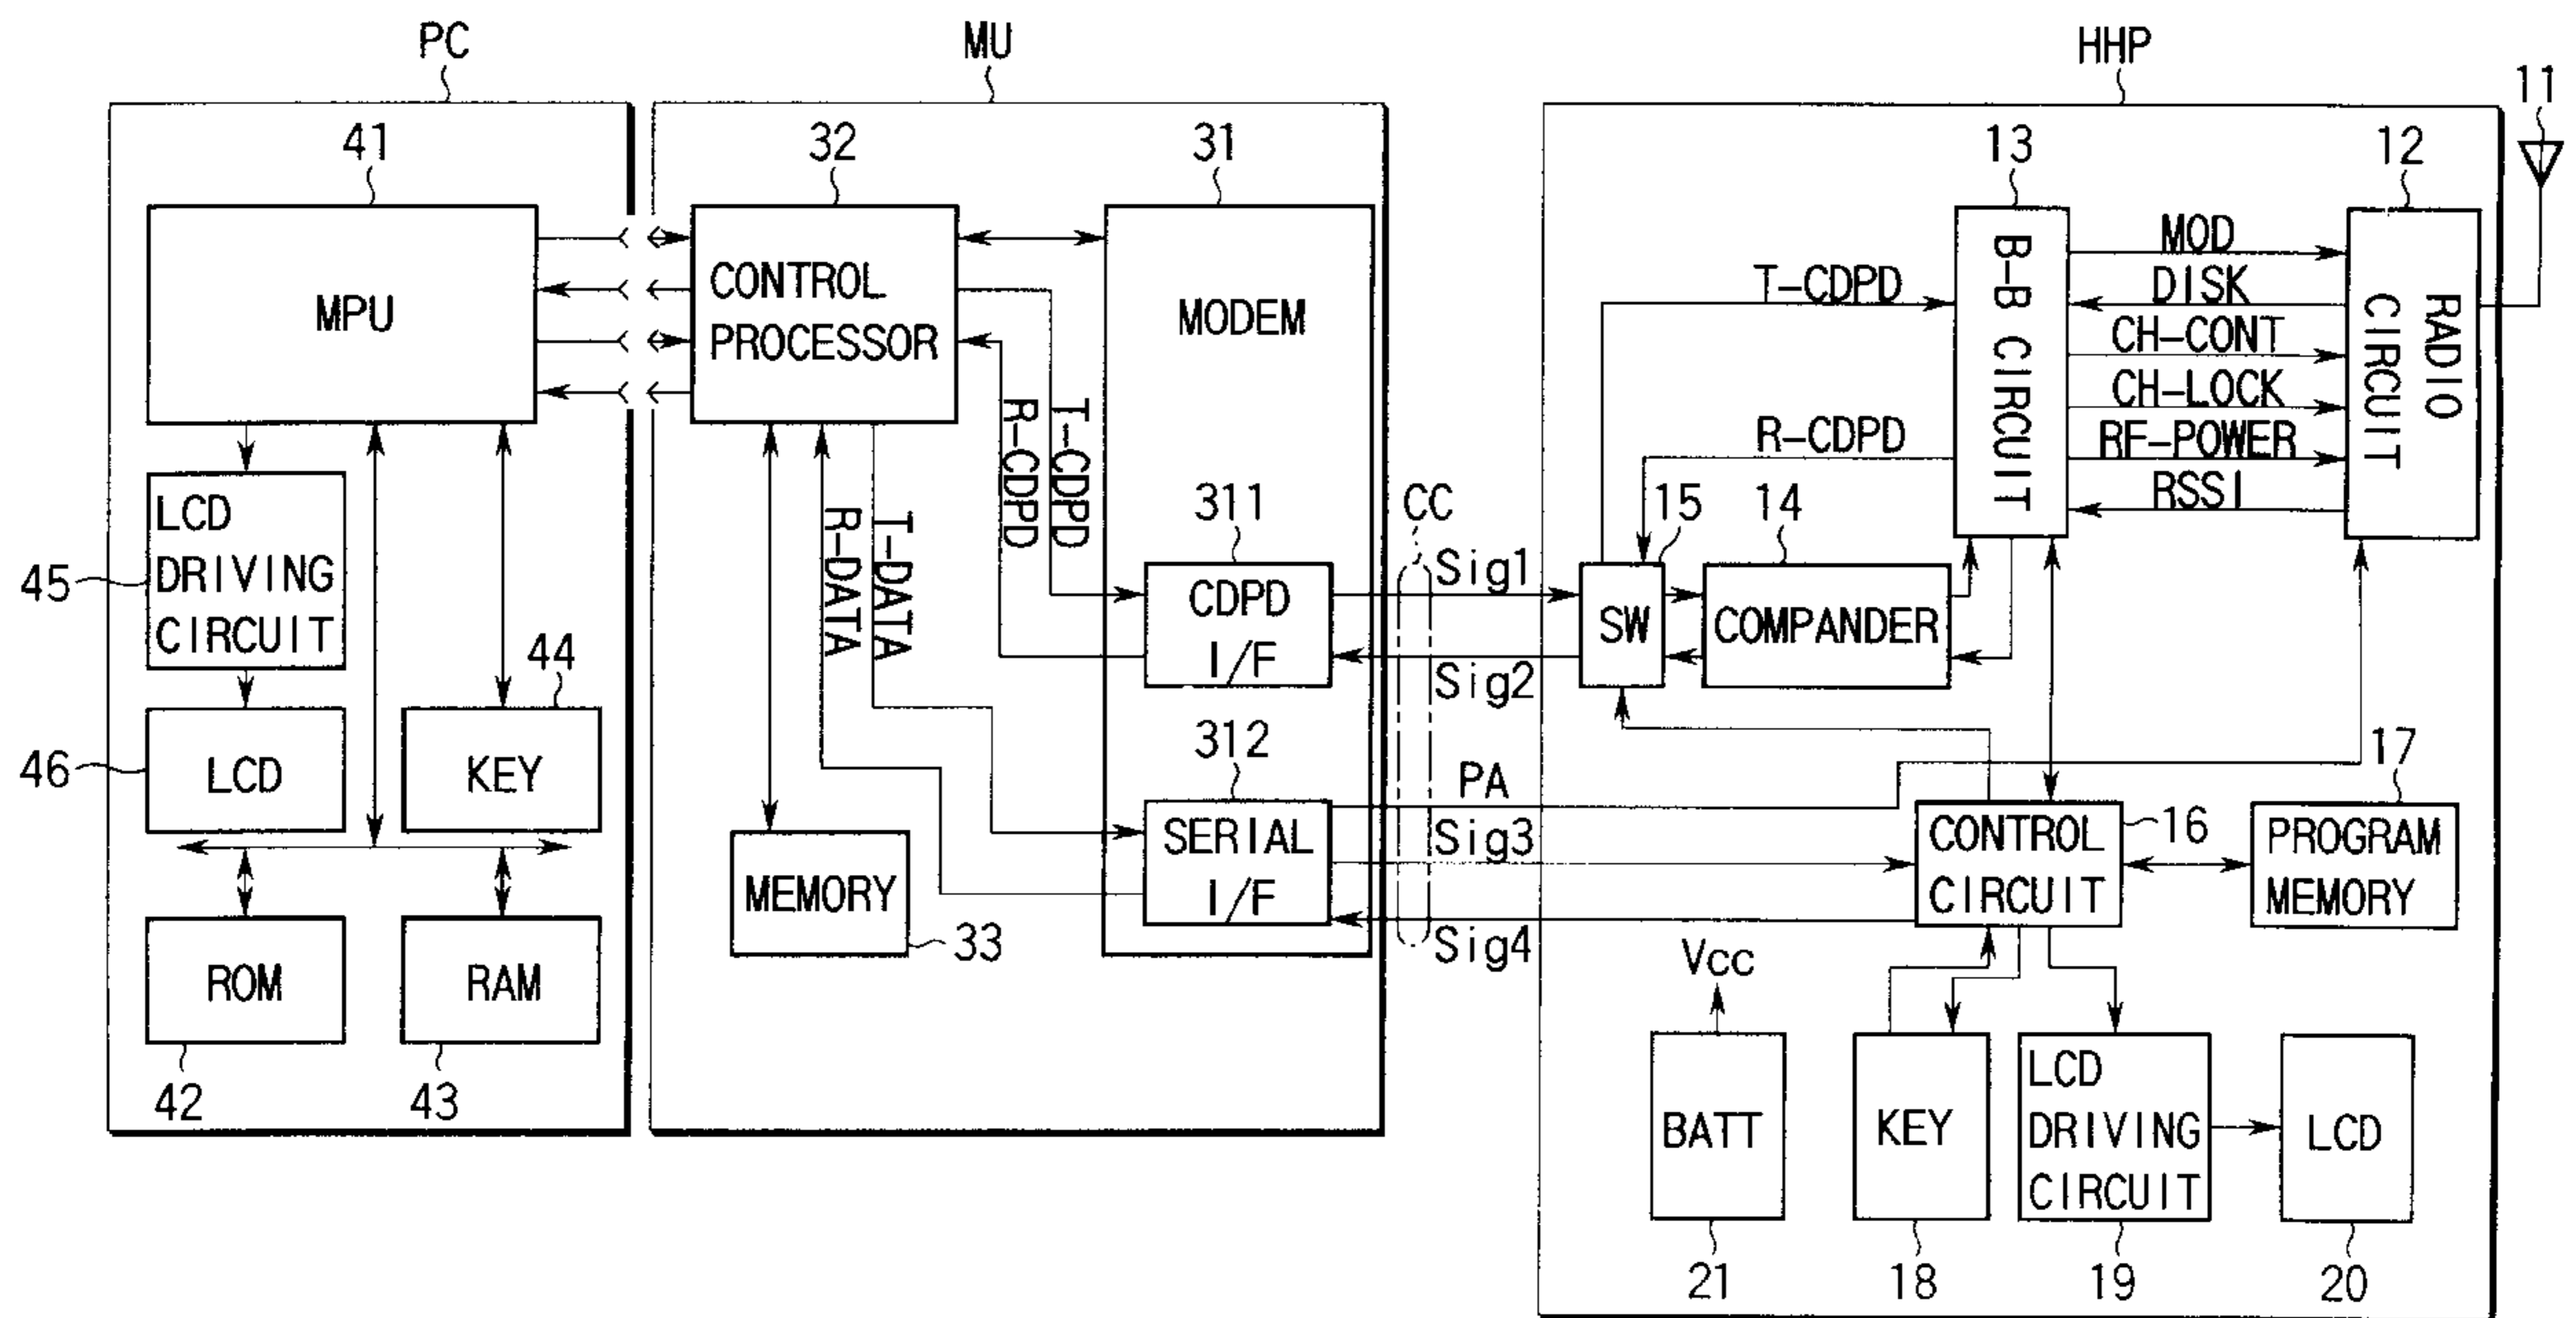 PC
MU
HHP
11
41
32
31
13
12
MPU
CONTROL
PROCESSOR
MODEM
T-CDPD
R-CDPD
T-DATA
R-DATA
T-CDPD
R-CDPD
B-B CIRCUIT
MOD
DISK
CH-CONT
CH-LOCK
RF-POWER
RSSI
RADIO
CIRCUIT
45
LCD
DRIVING
CIRCUIT
46
LCD
44
KEY
ROM
RAM
42
43
MEMORY
33
311
CDPD
I/F
312
SERIAL
I/F
CC
Sig1
Sig2
PA
Sig3
Sig4
15
SW
14
COMPANDER
CONTROL
CIRCUIT
16
17
PROGRAM
MEMORY
Vcc
BATT
KEY
LCD
DRIVING
CIRCUIT
LCD
21
18
19
20